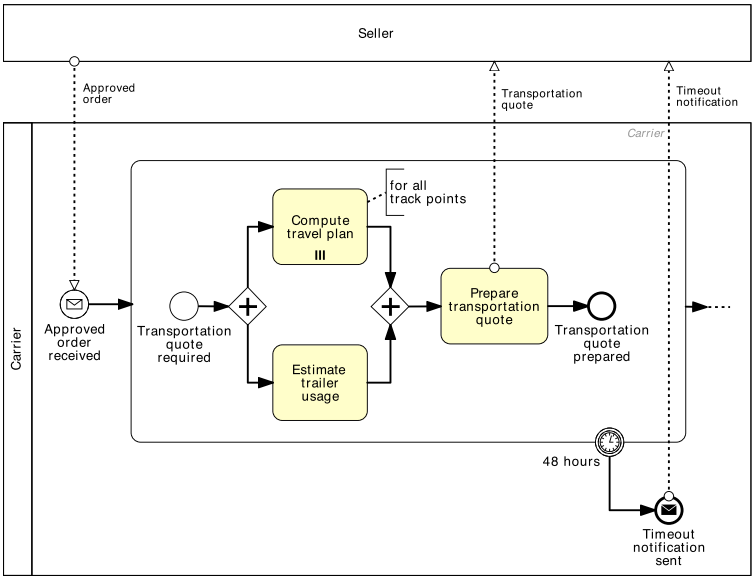 Seller
Approved
order
Transportation
quote
Timeout
notification
Carrier
Carrier
for all
track points
Compute
travel plan
Approved
order
received
Transportation
quote
required
Prepare
transportation
quote
Transportation
quote
prepared
Estimate
trailer
usage
48 hours
Timeout
notification
sent